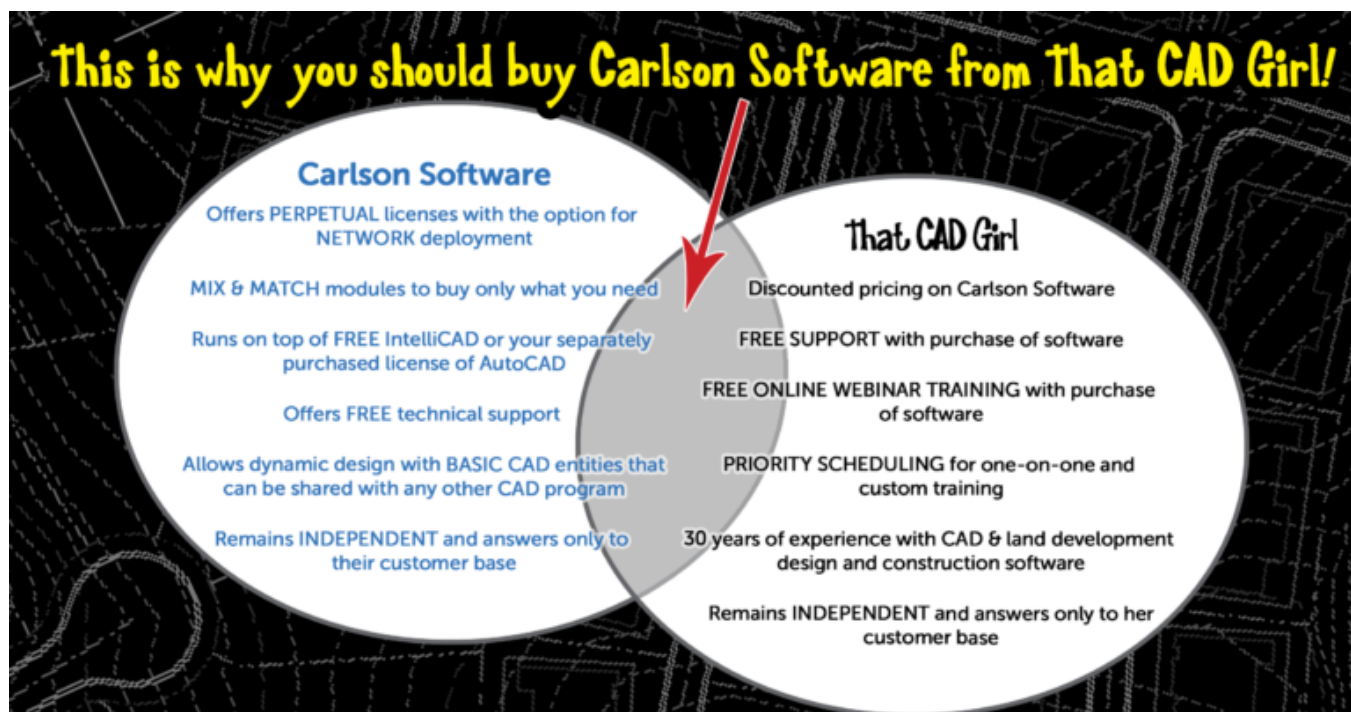 This is why you should buy Carlson Software from That CAD Girl!
Carlson Software
Offers PERPETUAL licenses with the option for
NETWORK deployment
MIX & MATCH modules to buy only what you need
Runs on top of FREE IntelliCAD or your separately
purchased license of AutoCAD
Offers FREE technical support
Allows dynamic design with BASIC CAD entities that
can be shared with any other CAD program
Remains INDEPENDENT and answers only to
their customer base
That CAD Girl
Discounted pricing on Carlson Software
FREE SUPPORT with purchase of software
FREE ONLINE WEBINAR TRAINING with purchase
of software
PRIORITY SCHEDULING for one-on-one and
custom training
30 years of experience with CAD & land development
design and construction software
Remains INDEPENDENT and answers only to her
customer base